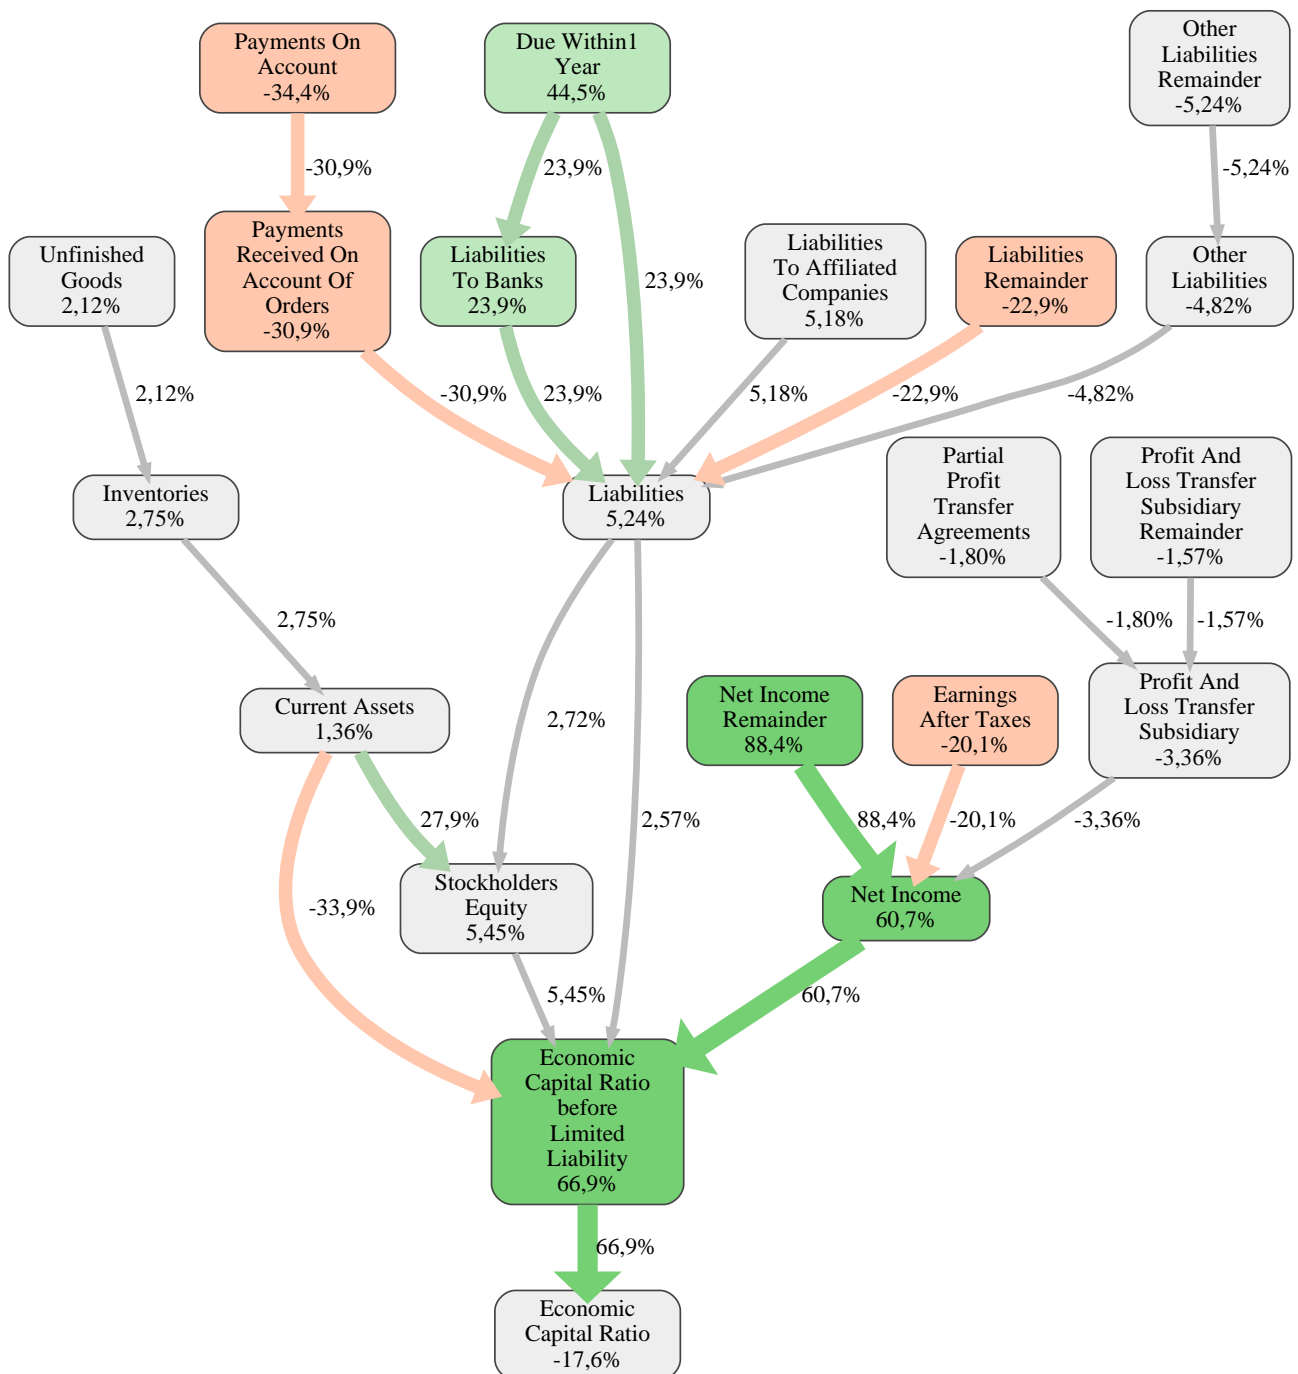 Payments On
Account
-34,4%
Due Within1
Year
44,5%
Other
Liabilities
Remainder
-5,24%
-30,9%
23,9%
-5,24%
Unfinished
Goods
2,12%
Payments
Received On
Account Of
Orders
-30,9%
Liabilities
To Banks
23,9%
23,9%
Liabilities
To Affiliated
Companies
5,18%
Liabilities
Remainder
-22,9%
Other
Liabilities
-4,82%
2,12%
-30,9%
23,9%
5,18%
-22,9%
-4,82%
Inventories
2,75%
Liabilities
5,24%
Partial
Profit
Transfer
Agreements
-1,80%
Profit And
Loss Transfer
Subsidiary
Remainder
-1,57%
2,75%
-1,80%
-1,57%
Current Assets
1,36%
2,72%
Net Income
Remainder
88,4%
Earnings
After Taxes
-20,1%
Profit And
Loss Transfer
Subsidiary
-3,36%
27,9%
2,57%
88,4%
-20,1%
-3,36%
-33,9%
Stockholders
Equity
5,45%
Net Income
60,7%
5,45%
60,7%
Economic
Capital Ratio
before
Limited
Liability
66,9%
66,9%
Economic
Capital Ratio
-17,6%